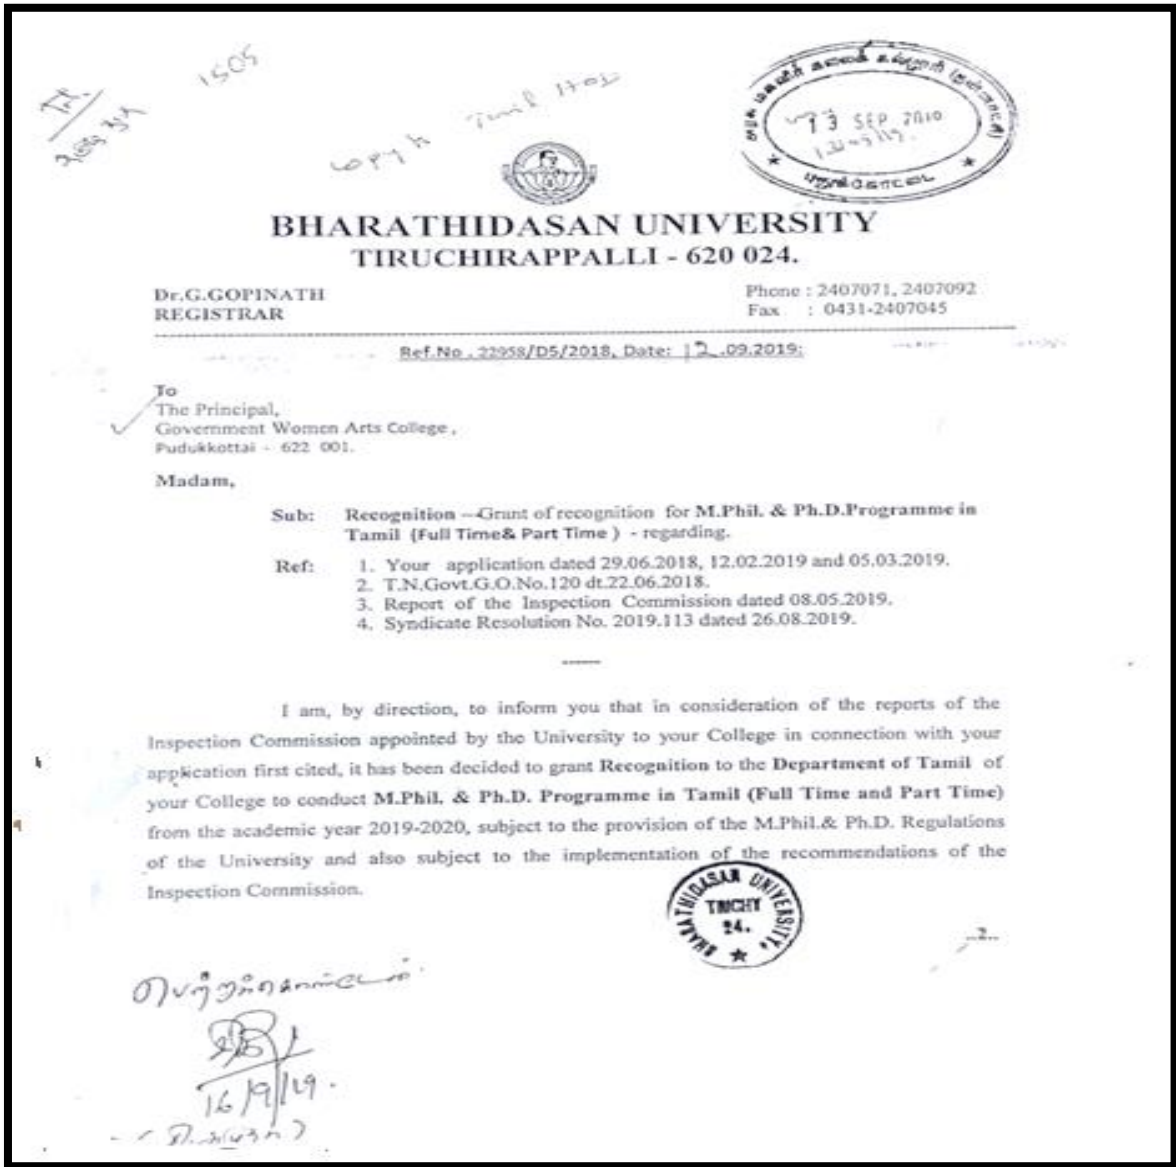 1505
copy to Tamil HOD
அரசு மகளிர் கலைக் கல்லூரி
13 SEP 2019
புதுக்கோட்டை
BHARATHIDASAN UNIVERSITY
TIRUCHIRAPPALLI - 620 024.
Dr.G.GOPINATH
REGISTRAR
Phone : 2407071, 2407092
Fax : 0431-2407045
Ref.No . 22958/D5/2018, Date: 12.09.2019:
To
The Principal,
Government Women Arts College ,
Pudukkottai - 622 001.
Madam,
Sub: Recognition – Grant of recognition for M.Phil. & Ph.D.Programme in
Tamil (Full Time& Part Time ) - regarding.
Ref: 1. Your application dated 29.06.2018, 12.02.2019 and 05.03.2019.
2. T.N.Govt.G.O.No.120 dt.22.06.2018.
3. Report of the Inspection Commission dated 08.05.2019.
4. Syndicate Resolution No. 2019.113 dated 26.08.2019.
I am, by direction, to inform you that in consideration of the reports of the
Inspection Commission appointed by the University to your College in connection with your
application first cited, it has been decided to grant Recognition to the Department of Tamil of
your College to conduct M.Phil. & Ph.D. Programme in Tamil (Full Time and Part Time)
from the academic year 2019-2020, subject to the provision of the M.Phil.& Ph.D. Regulations
of the University and also subject to the implementation of the recommendations of the
Inspection Commission.
BHARATHIDASAN UNIVERSITY.
TRICHY
24.
..2..
பெற்றுக்கொண்டேன்.
16/9/19.